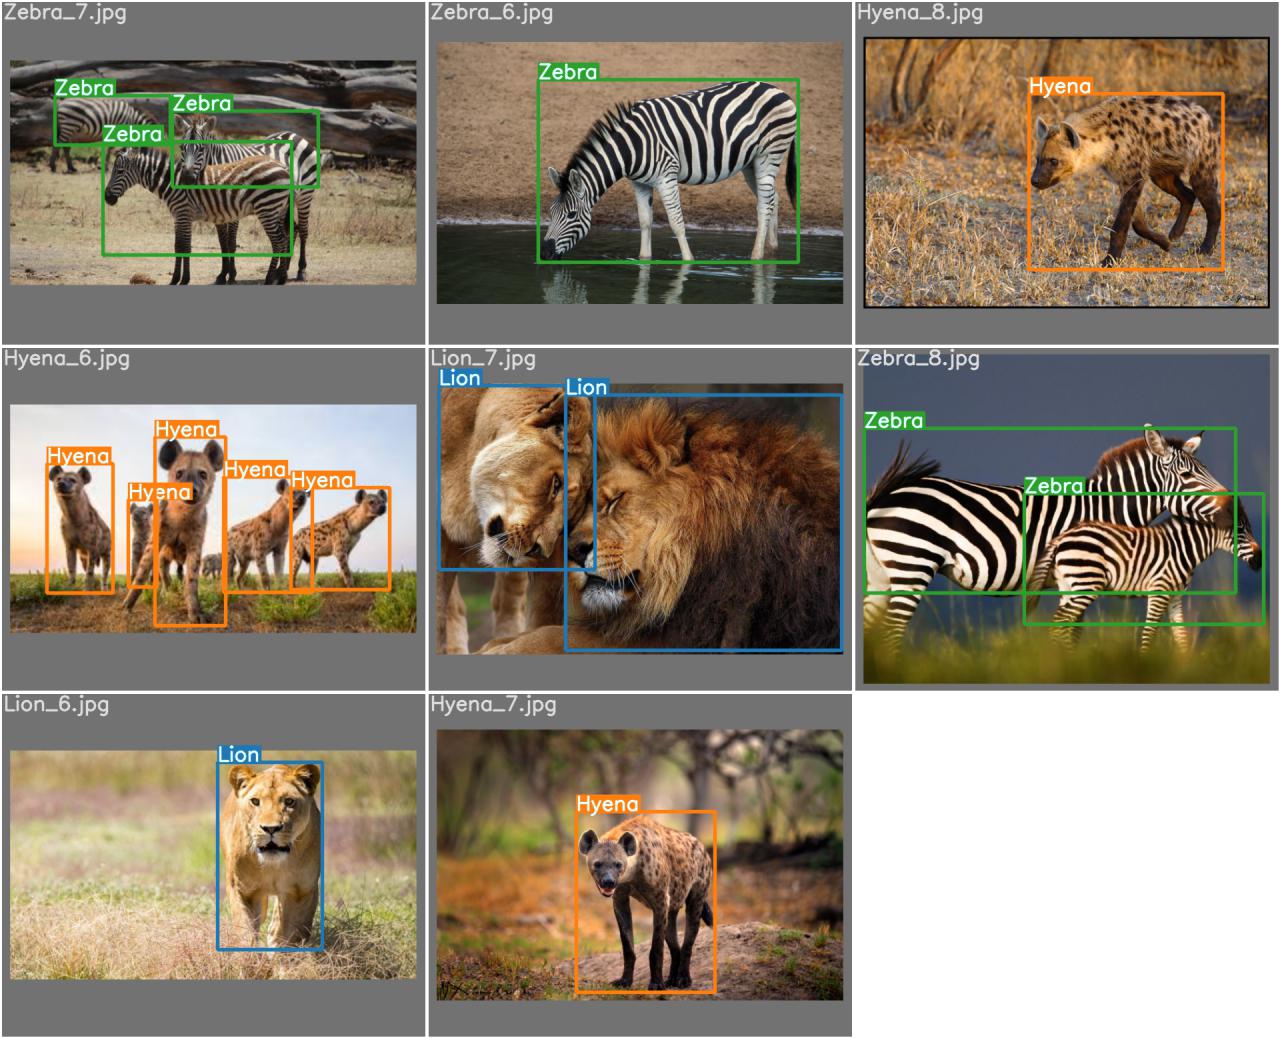 Zebra_7.jpg
Zebra
Zebra
Zebra
Zebra_6.jpg
Zebra
Hyena_8.jpg
Hyena
Hyena_6.jpg
Hyena
Hyena
Hyena
Hyena
Hyena
Lion_7.jpg
Lion
Lion
Zebra_8.jpg
Zebra
Zebra
Lion_6.jpg
Lion
Hyena_7.jpg
Hyena